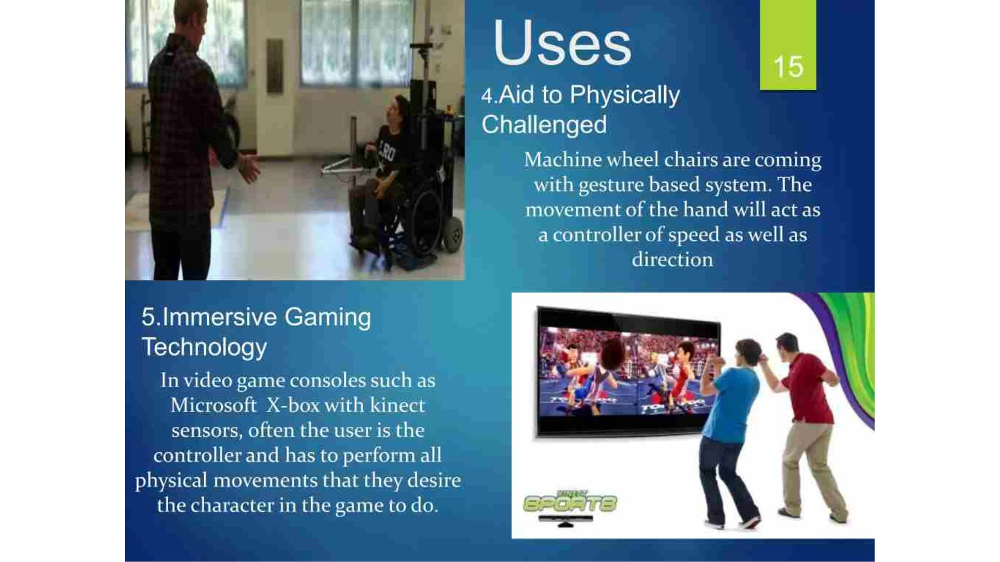 Uses
15
4.Aid to Physically
Challenged
Machine wheel chairs are coming
with gesture based system. The
movement of the hand will act as
a controller of speed as well as
direction
5.Immersive Gaming
Technology
In video game consoles such as
Microsoft X-box with kinect
sensors, often the user is the
controller and has to perform all
physical movements that they desire
the character in the game to do.
KINECT
SPORTS